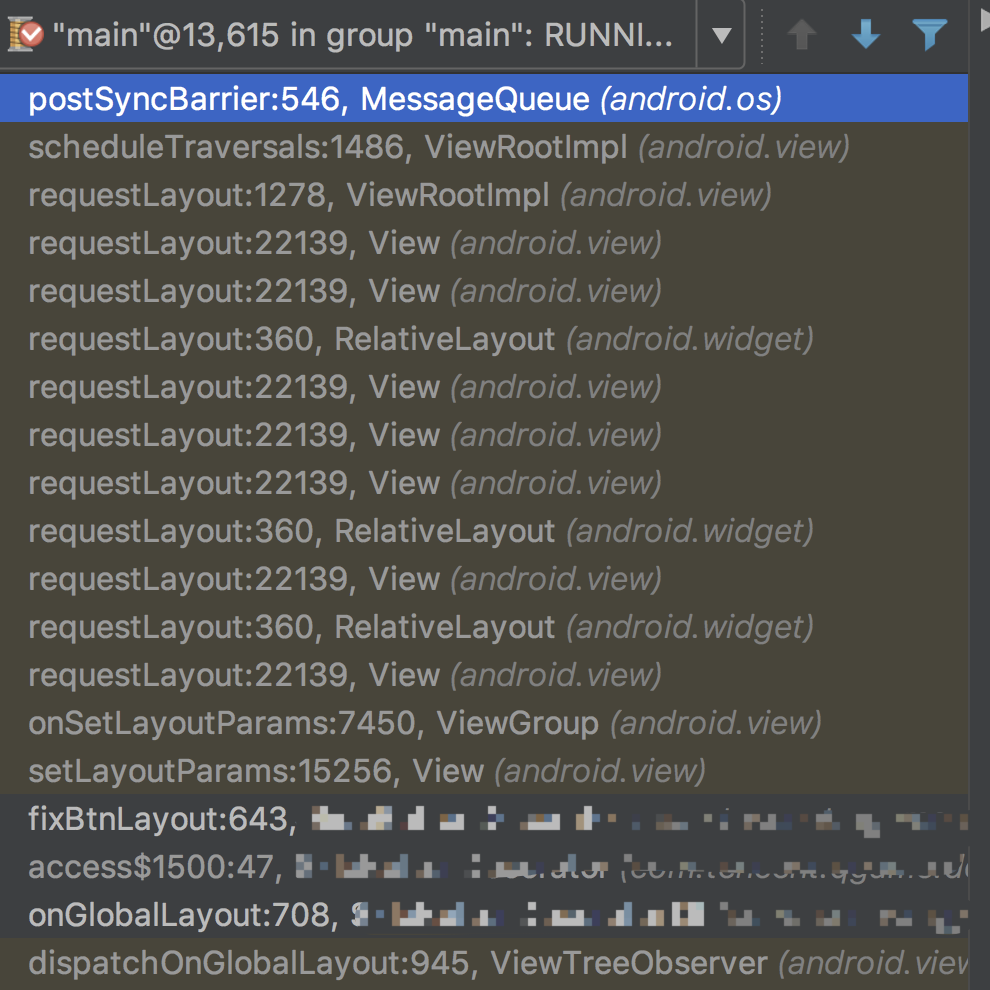 "main"@13,615 in group "main": RUNNI...
postSyncBarrier:546, MessageQueue (android.os)
scheduleTraversals:1486, ViewRootImpl (android.view)
requestLayout:1278, ViewRootImpl (android.view)
requestLayout:22139, View (android.view)
requestLayout:22139, View (android.view)
requestLayout:360, RelativeLayout (android.widget)
requestLayout:22139, View (android.view)
requestLayout:22139, View (android.view)
requestLayout:22139, View (android.view)
requestLayout:360, RelativeLayout (android.widget)
requestLayout:22139, View (android.view)
requestLayout:360, RelativeLayout (android.widget)
requestLayout:22139, View (android.view)
onSetLayoutParams:7450, ViewGroup (android.view)
setLayoutParams:15256, View (android.view)
fixBtnLayout:643,
access$1500:47,
onGlobalLayout:708,
dispatchOnGlobalLayout:945, ViewTreeObserver (android.view